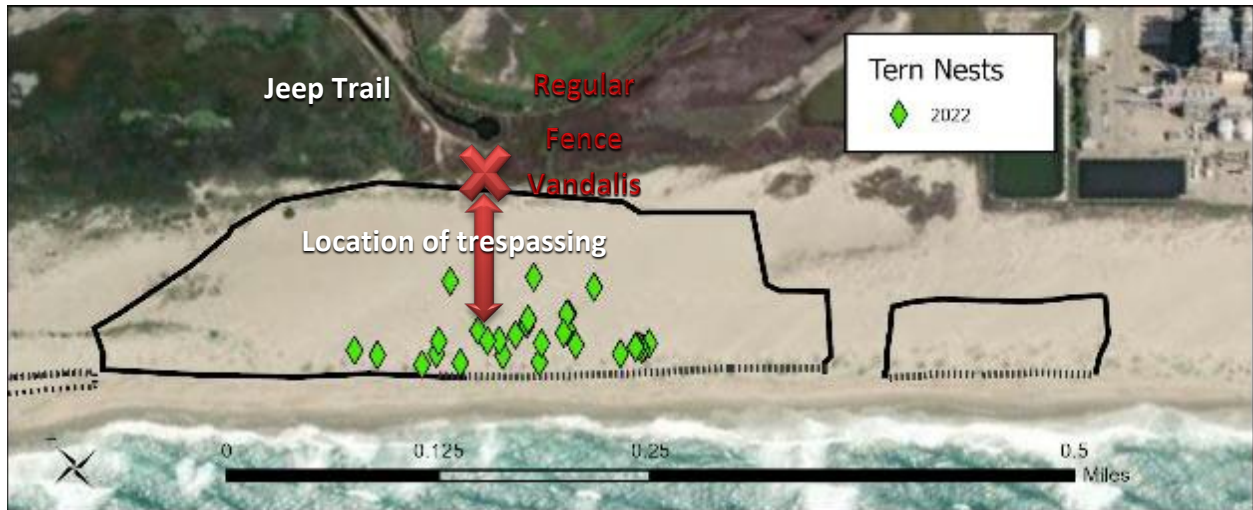 Jeep Trail
Regular
Fence
Vandalis
Location of trespassing
Tern Nests
2022
0
0.125
0.25
0.5
Miles